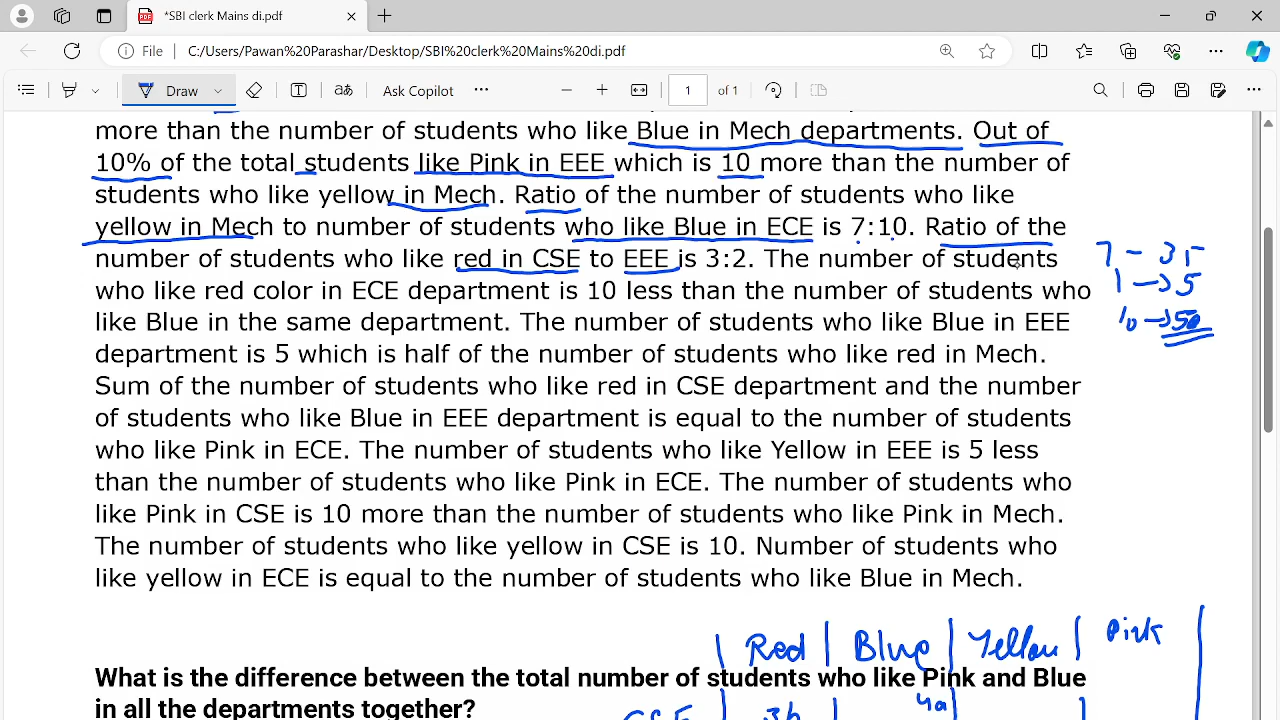 *SBI clerk Mains di.pdf
File C:/Users/Pawan%20Parashar/Desktop/SBI%20clerk%20Mains%20di.pdf
Draw Ask Copilot 1 of 1
more than the number of students who like Blue in Mech departments. Out of
10% of the total students like Pink in EEE which is 10 more than the number of
students who like yellow in Mech. Ratio of the number of students who like
yellow in Mech to number of students who like Blue in ECE is 7:10. Ratio of the
number of students who like red in CSE to EEE is 3:2. The number of students
7 - 35
who like red color in ECE department is 10 less than the number of students who
1 → 5
like Blue in the same department. The number of students who like Blue in EEE
10 → 50
department is 5 which is half of the number of students who like red in Mech.
Sum of the number of students who like red in CSE department and the number
of students who like Blue in EEE department is equal to the number of students
who like Pink in ECE. The number of students who like Yellow in EEE is 5 less
than the number of students who like Pink in ECE. The number of students who
like Pink in CSE is 10 more than the number of students who like Pink in Mech.
The number of students who like yellow in CSE is 10. Number of students who
like yellow in ECE is equal to the number of students who like Blue in Mech.
Red Blue Yellow Pink
What is the difference between the total number of students who like Pink and Blue
in all the departments together?
CSE 3b 4a